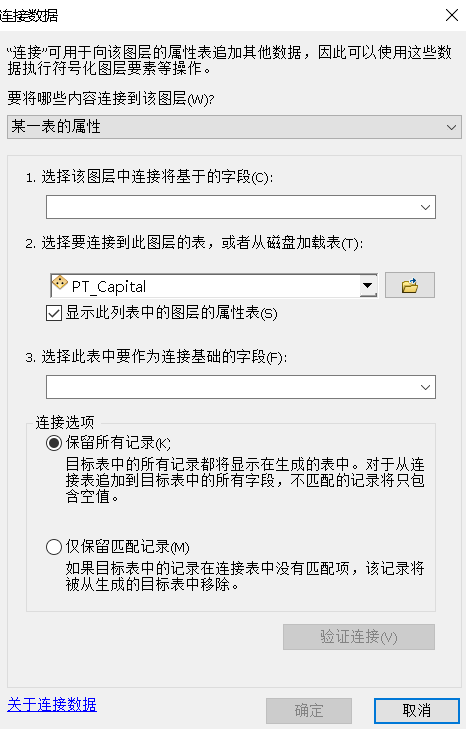 连接数据
“连接”可用于向该图层的属性表追加其他数据，因此可以使用这些数
据执行符号化图层要素等操作。
要将哪些内容连接到该图层(W)?
某一表的属性
1. 选择该图层中连接将基于的字段(C):
2. 选择要连接到此图层的表，或者从磁盘加载表(T):
PT_Capital
显示此列表中的图层的属性表(S)
3. 选择此表中要作为连接基础的字段(F):
连接选项
保留所有记录(K)
目标表中的所有记录都将显示在生成的表中。对于从连
接表追加到目标表中的所有字段，不匹配的记录将只包
含空值。
仅保留匹配记录(M)
如果目标表中的记录在连接表中没有匹配项，该记录将
被从生成的目标表中移除。
验证连接(V)
关于连接数据
确定
取消